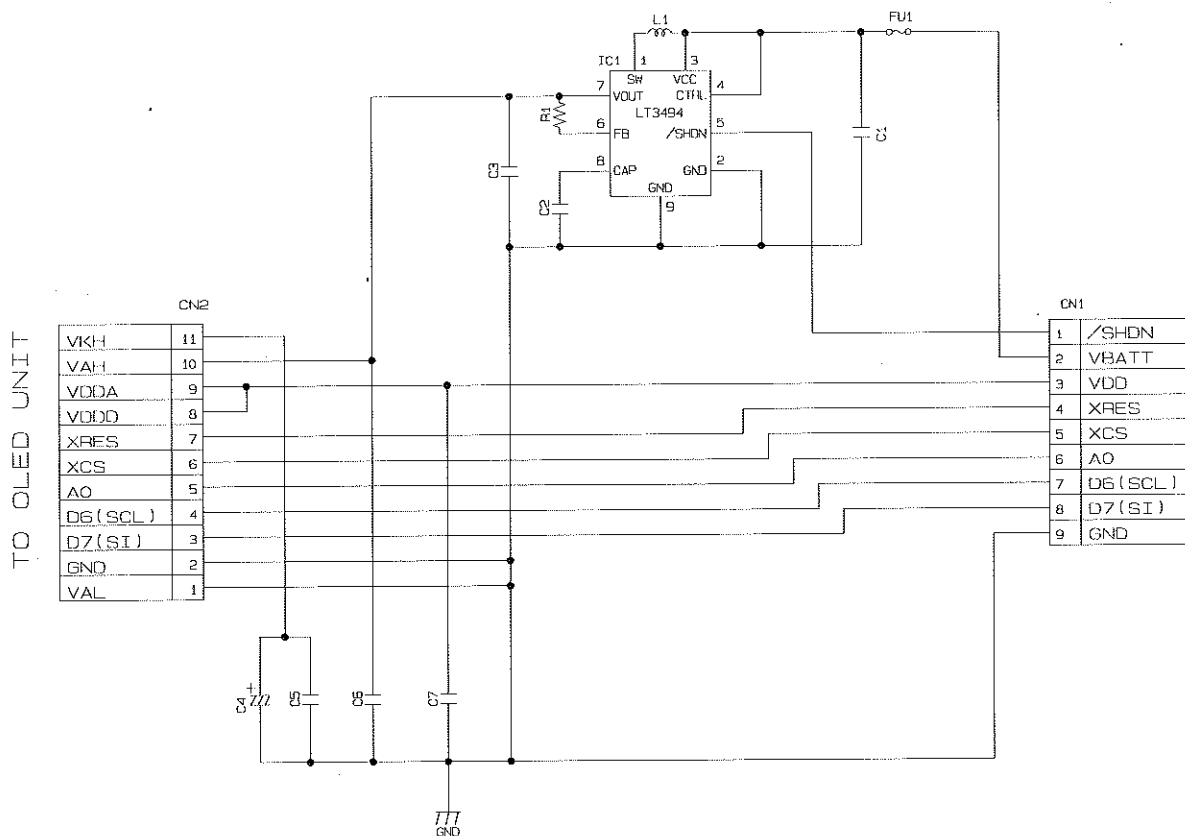 L1
FU1
IC1
1
3
SW
VCC
7
VOUT
CTRL
4
LT3494
R1
6
FB
/SHDN
5
C1
C3
8
CAP
GND
2
C2
GND
9
TO OLED UNIT
CN2
VKH 11
VAH 10
VDDA 9
VDDD 8
XRES 7
XCS 6
A0 5
D6(SCL) 4
D7(SI) 3
GND 2
VAL 1
CN1
1 /SHDN
2 VBATT
3 VDD
4 XRES
5 XCS
6 A0
7 D6(SCL)
8 D7(SI)
9 GND
C4
+
C5
C6
C7
GND